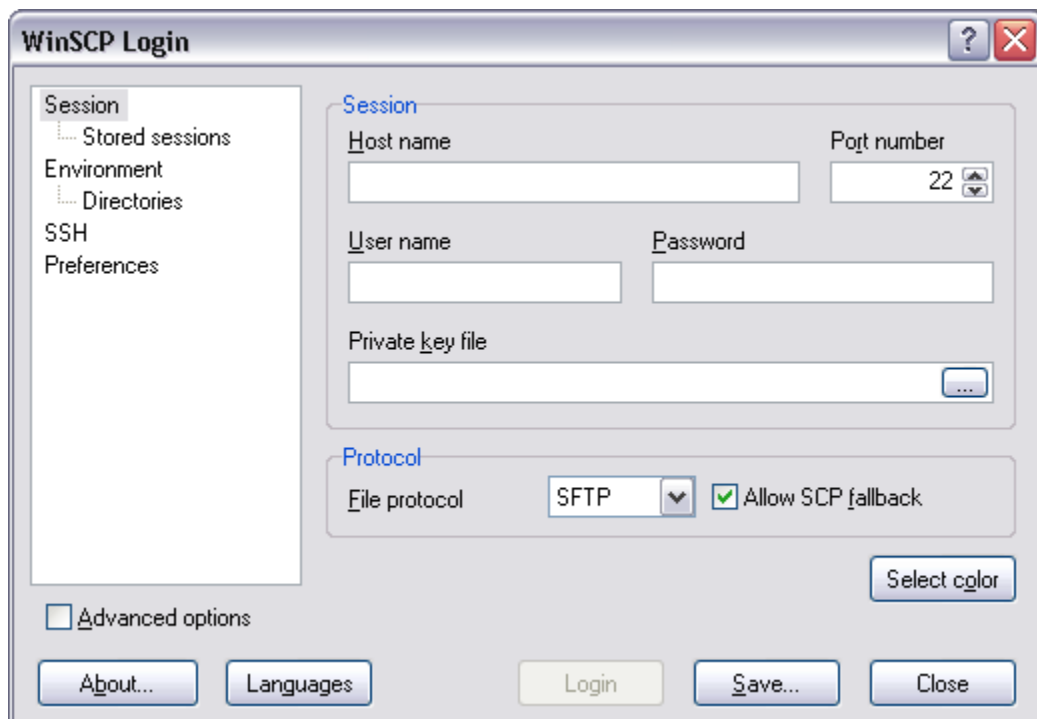 WinSCP Login
Session
Stored sessions
Environment
Directories
SSH
Preferences
Session
Host name Port number
22
User name Password
Private key file
...
Protocol
File protocol SFTP Allow SCP fallback
Select color
Advanced options
About... Languages Login Save... Close